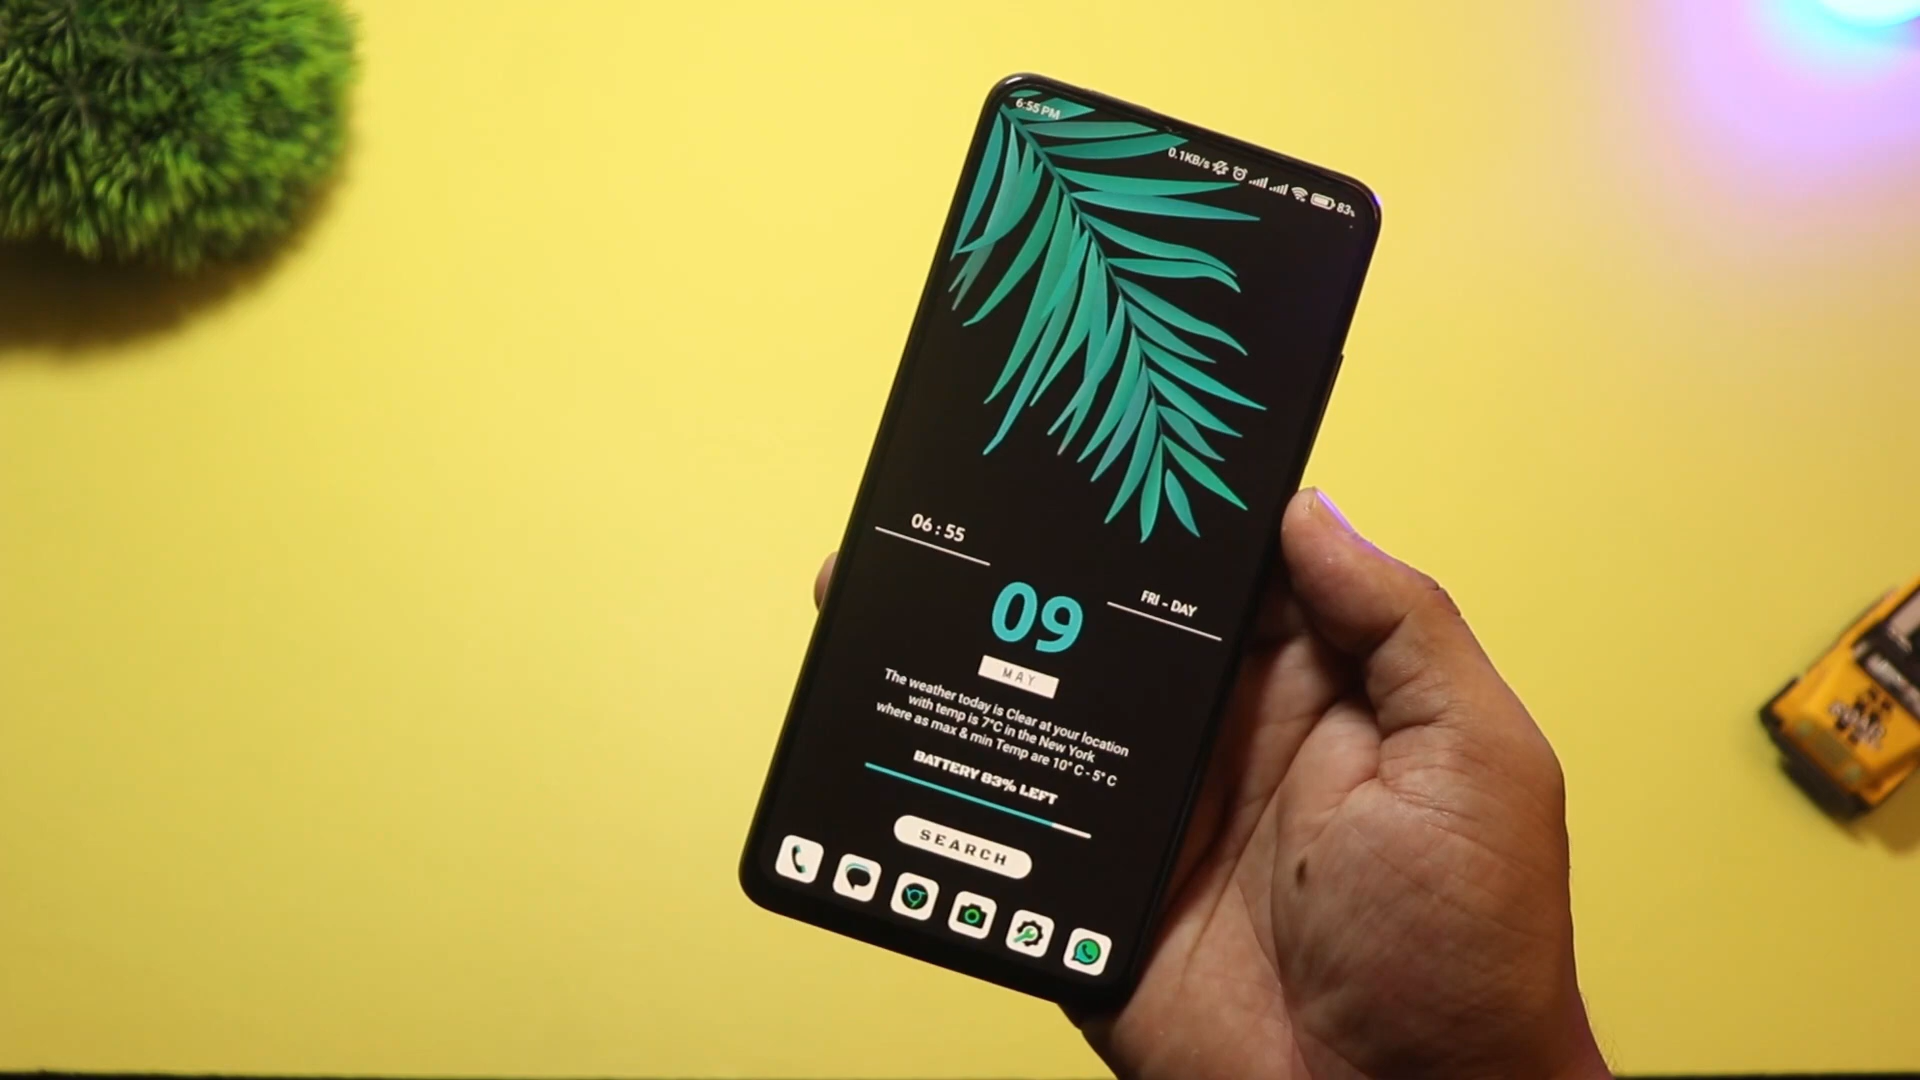 6:55 PM
0.1KB/s
83%
06 : 55
FRI - DAY
09
MAY
The weather today is Clear at your location
with temp is 7°C in the New York
where as max & min Temp are 10° C - 5° C
BATTERY 83% LEFT
SEARCH